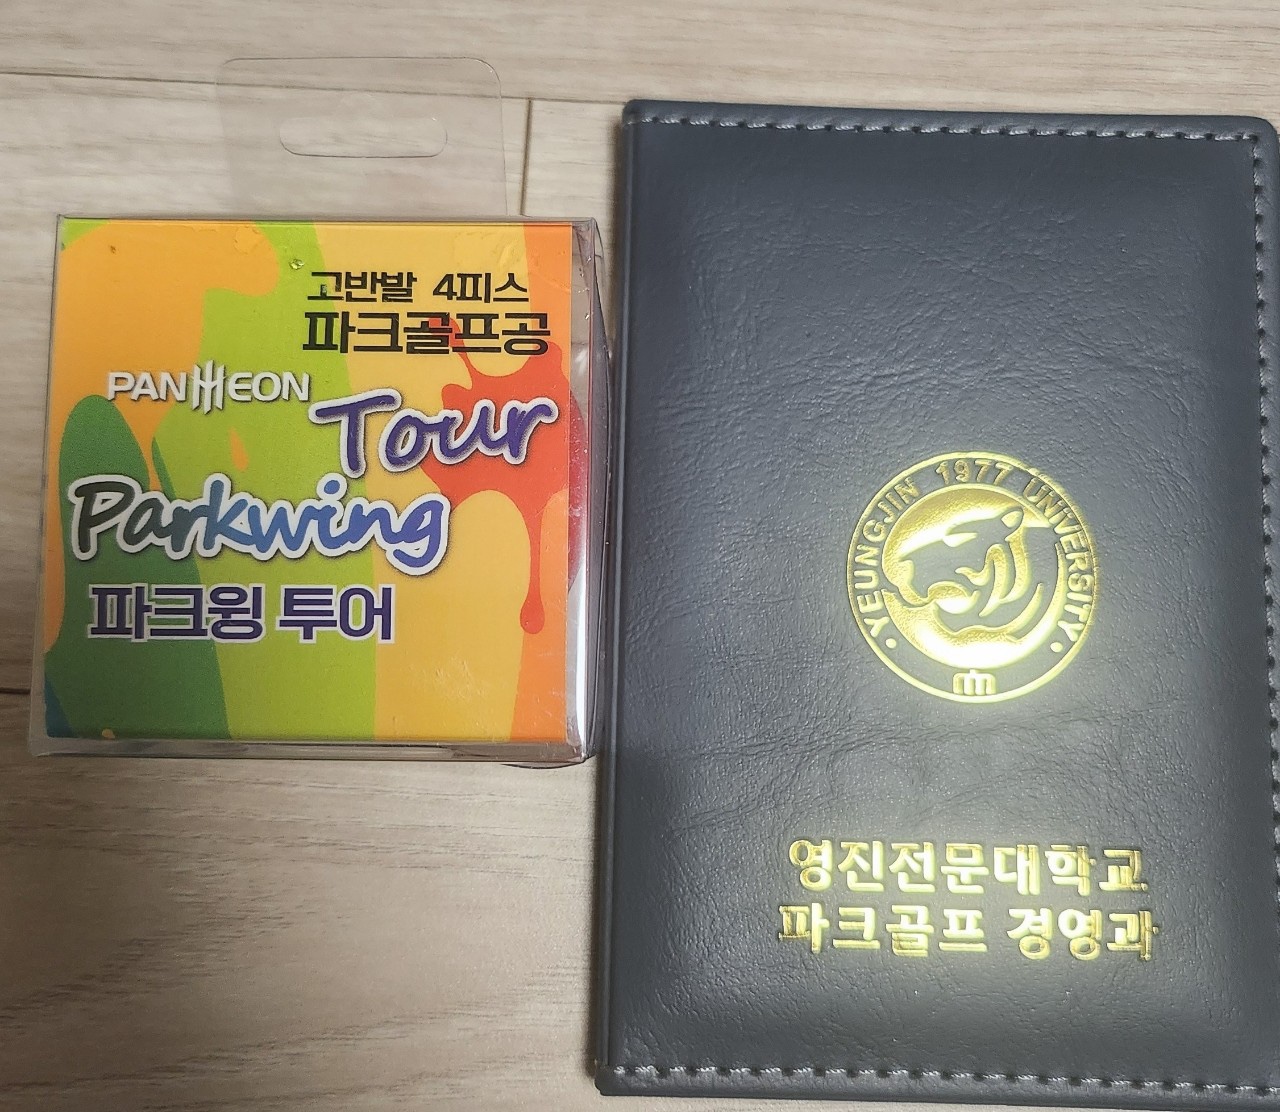 고반발 4피스
파크골프공
PANTHEON
Tour
Parkwing
파크윙 투어
YEUNGJIN 1977 UNIVERSITY
영진전문대학교
파크골프 경영과